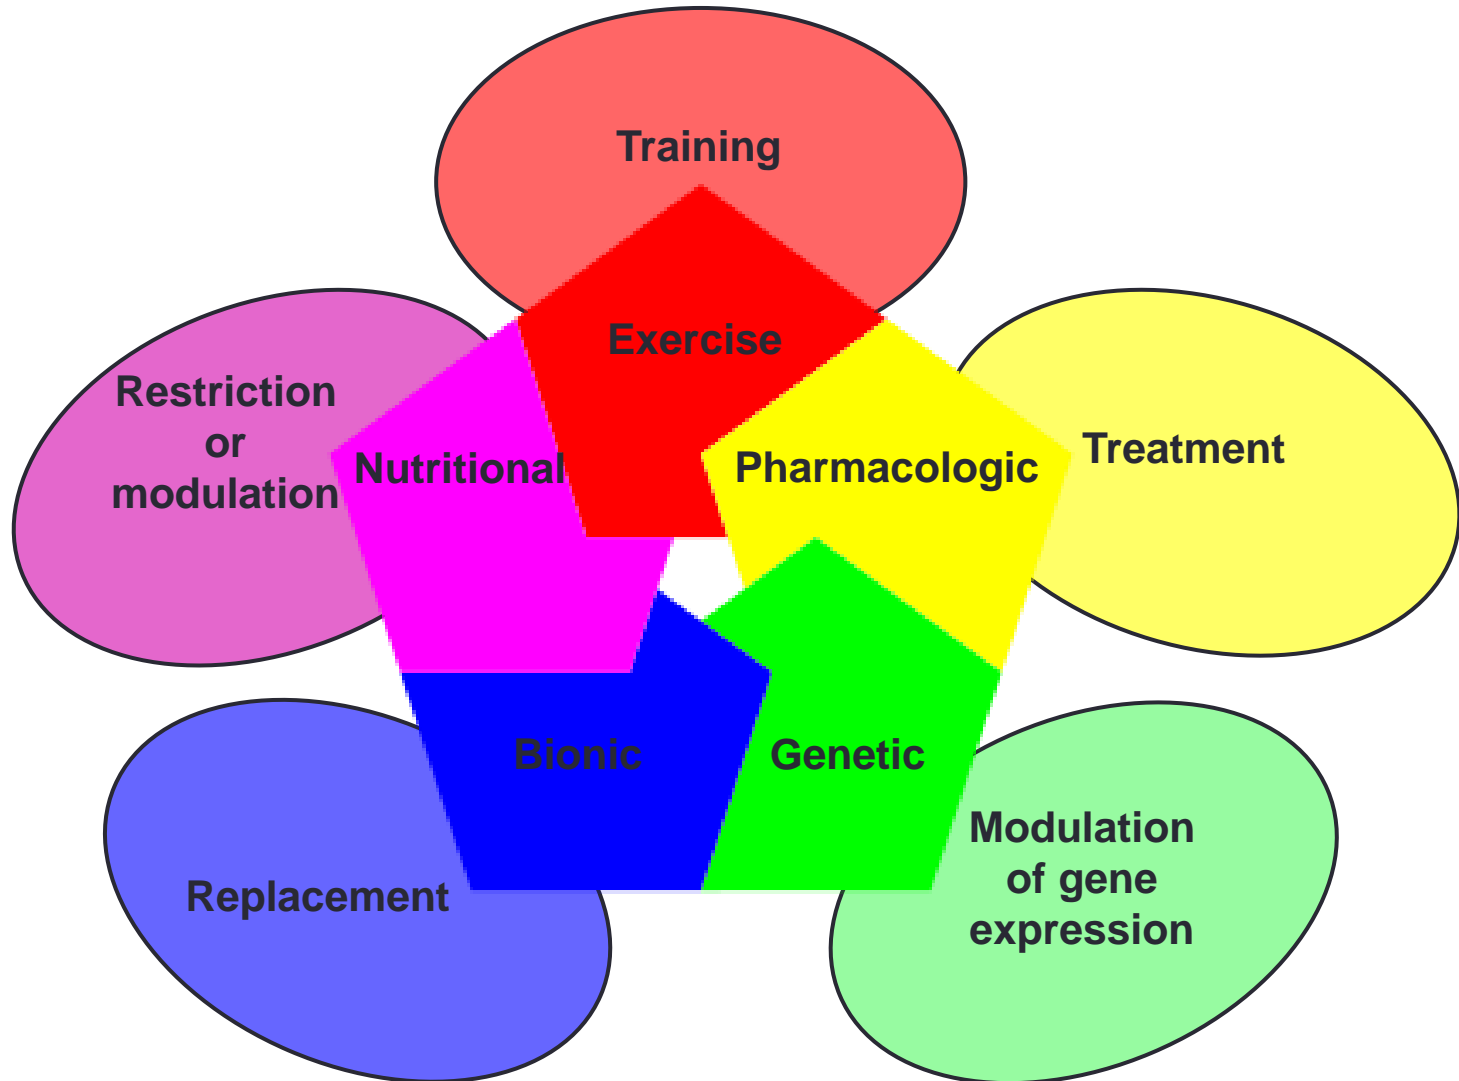 Training
Exercise
Restriction
or
modulation
Nutritional
Pharmacologic
Treatment
Bionic
Genetic
Replacement
Modulation
of gene
expression